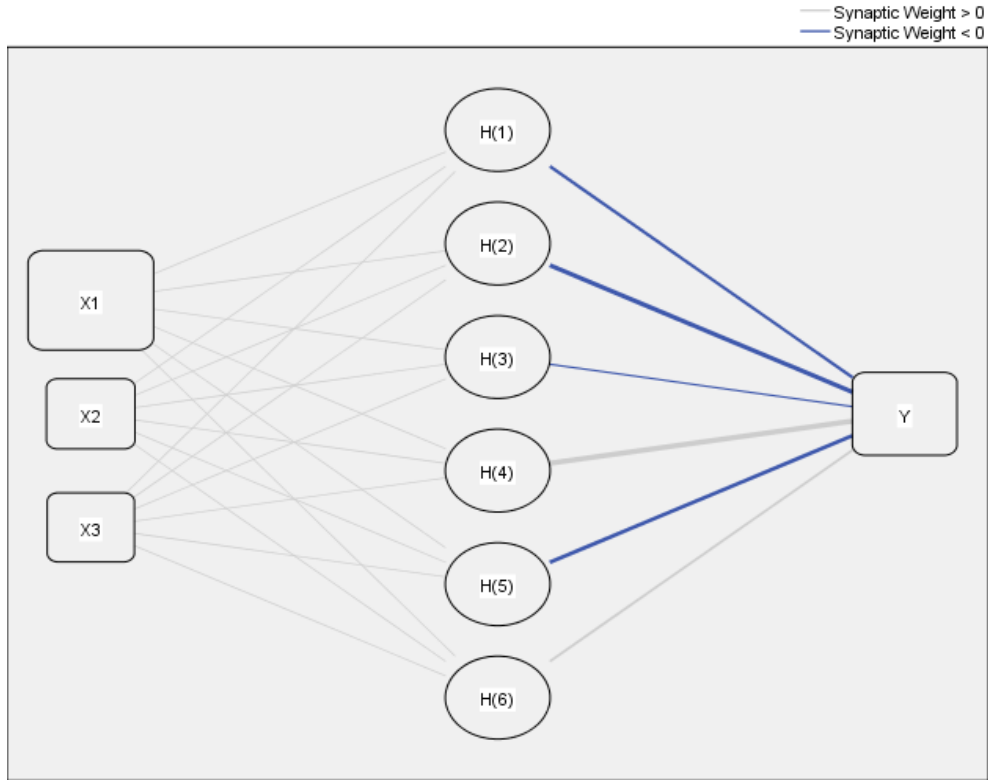 Synaptic Weight > 0
Synaptic Weight < 0
H(1)
H(2)
X1
H(3)
X2
Y
H(4)
X3
H(5)
H(6)